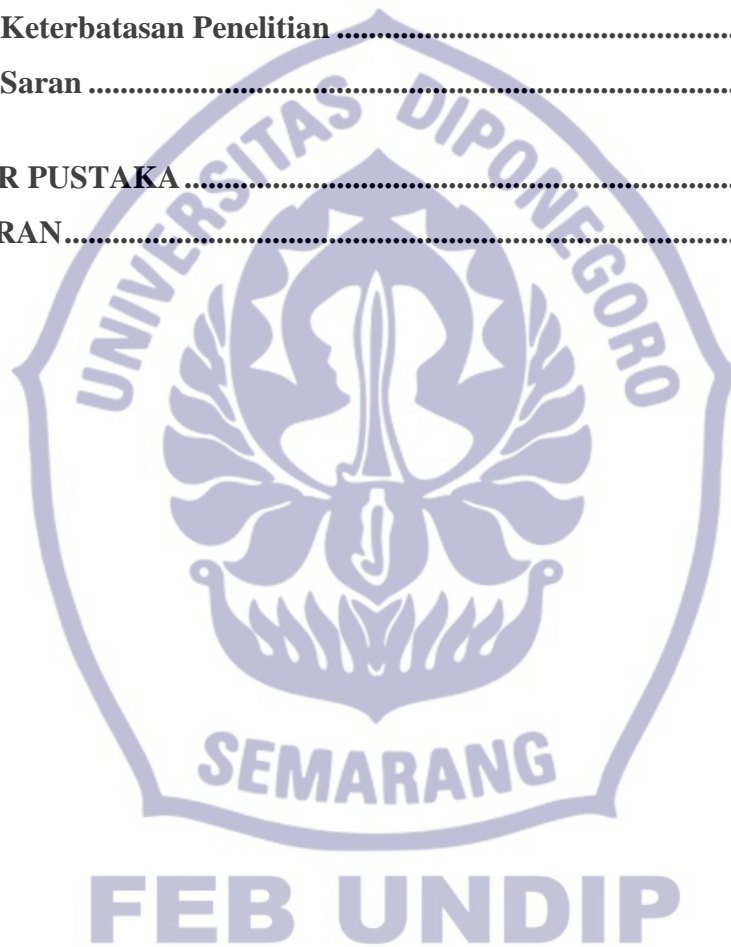 Keterbatasan Penelitian ....................................................
Saran ....................................................................................
R PUSTAKA ........................................................................
RAN .......................................................................................
UNIVERSITAS DIPONEGORO
SEMARANG
FEB UNDIP